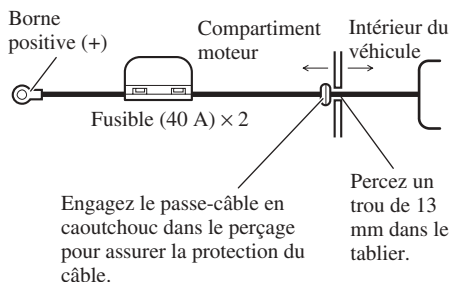 Borne
positive (+)
Compartiment
moteur
Intérieur du
véhicule
Fusible (40 A) × 2
Engagez le passe-câble en
caoutchouc dans le perçage
pour assurer la protection du
câble.
Percez un
trou de 13
mm dans le
tablier.